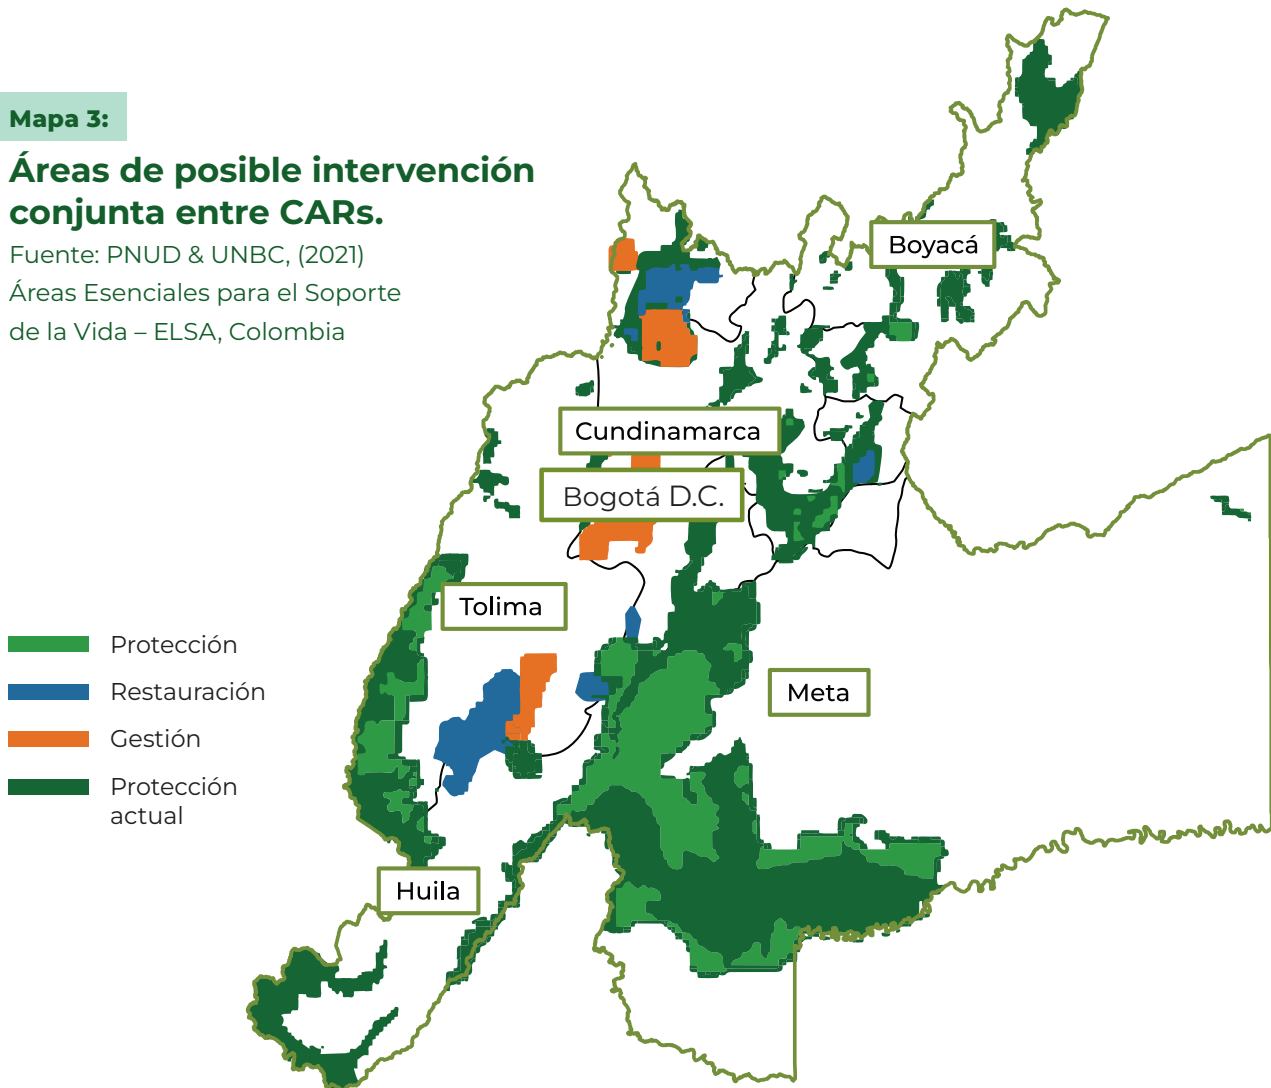 Mapa 3:
Áreas de posible intervención
conjunta entre CARs.
Fuente: PNUD & UNBC, (2021)
Áreas Esenciales para el Soporte
de la Vida – ELSA, Colombia
Boyacá
Cundinamarca
Bogotá D.C.
Tolima
Meta
Huila
Protección
Restauración
Gestión
Protección
actual